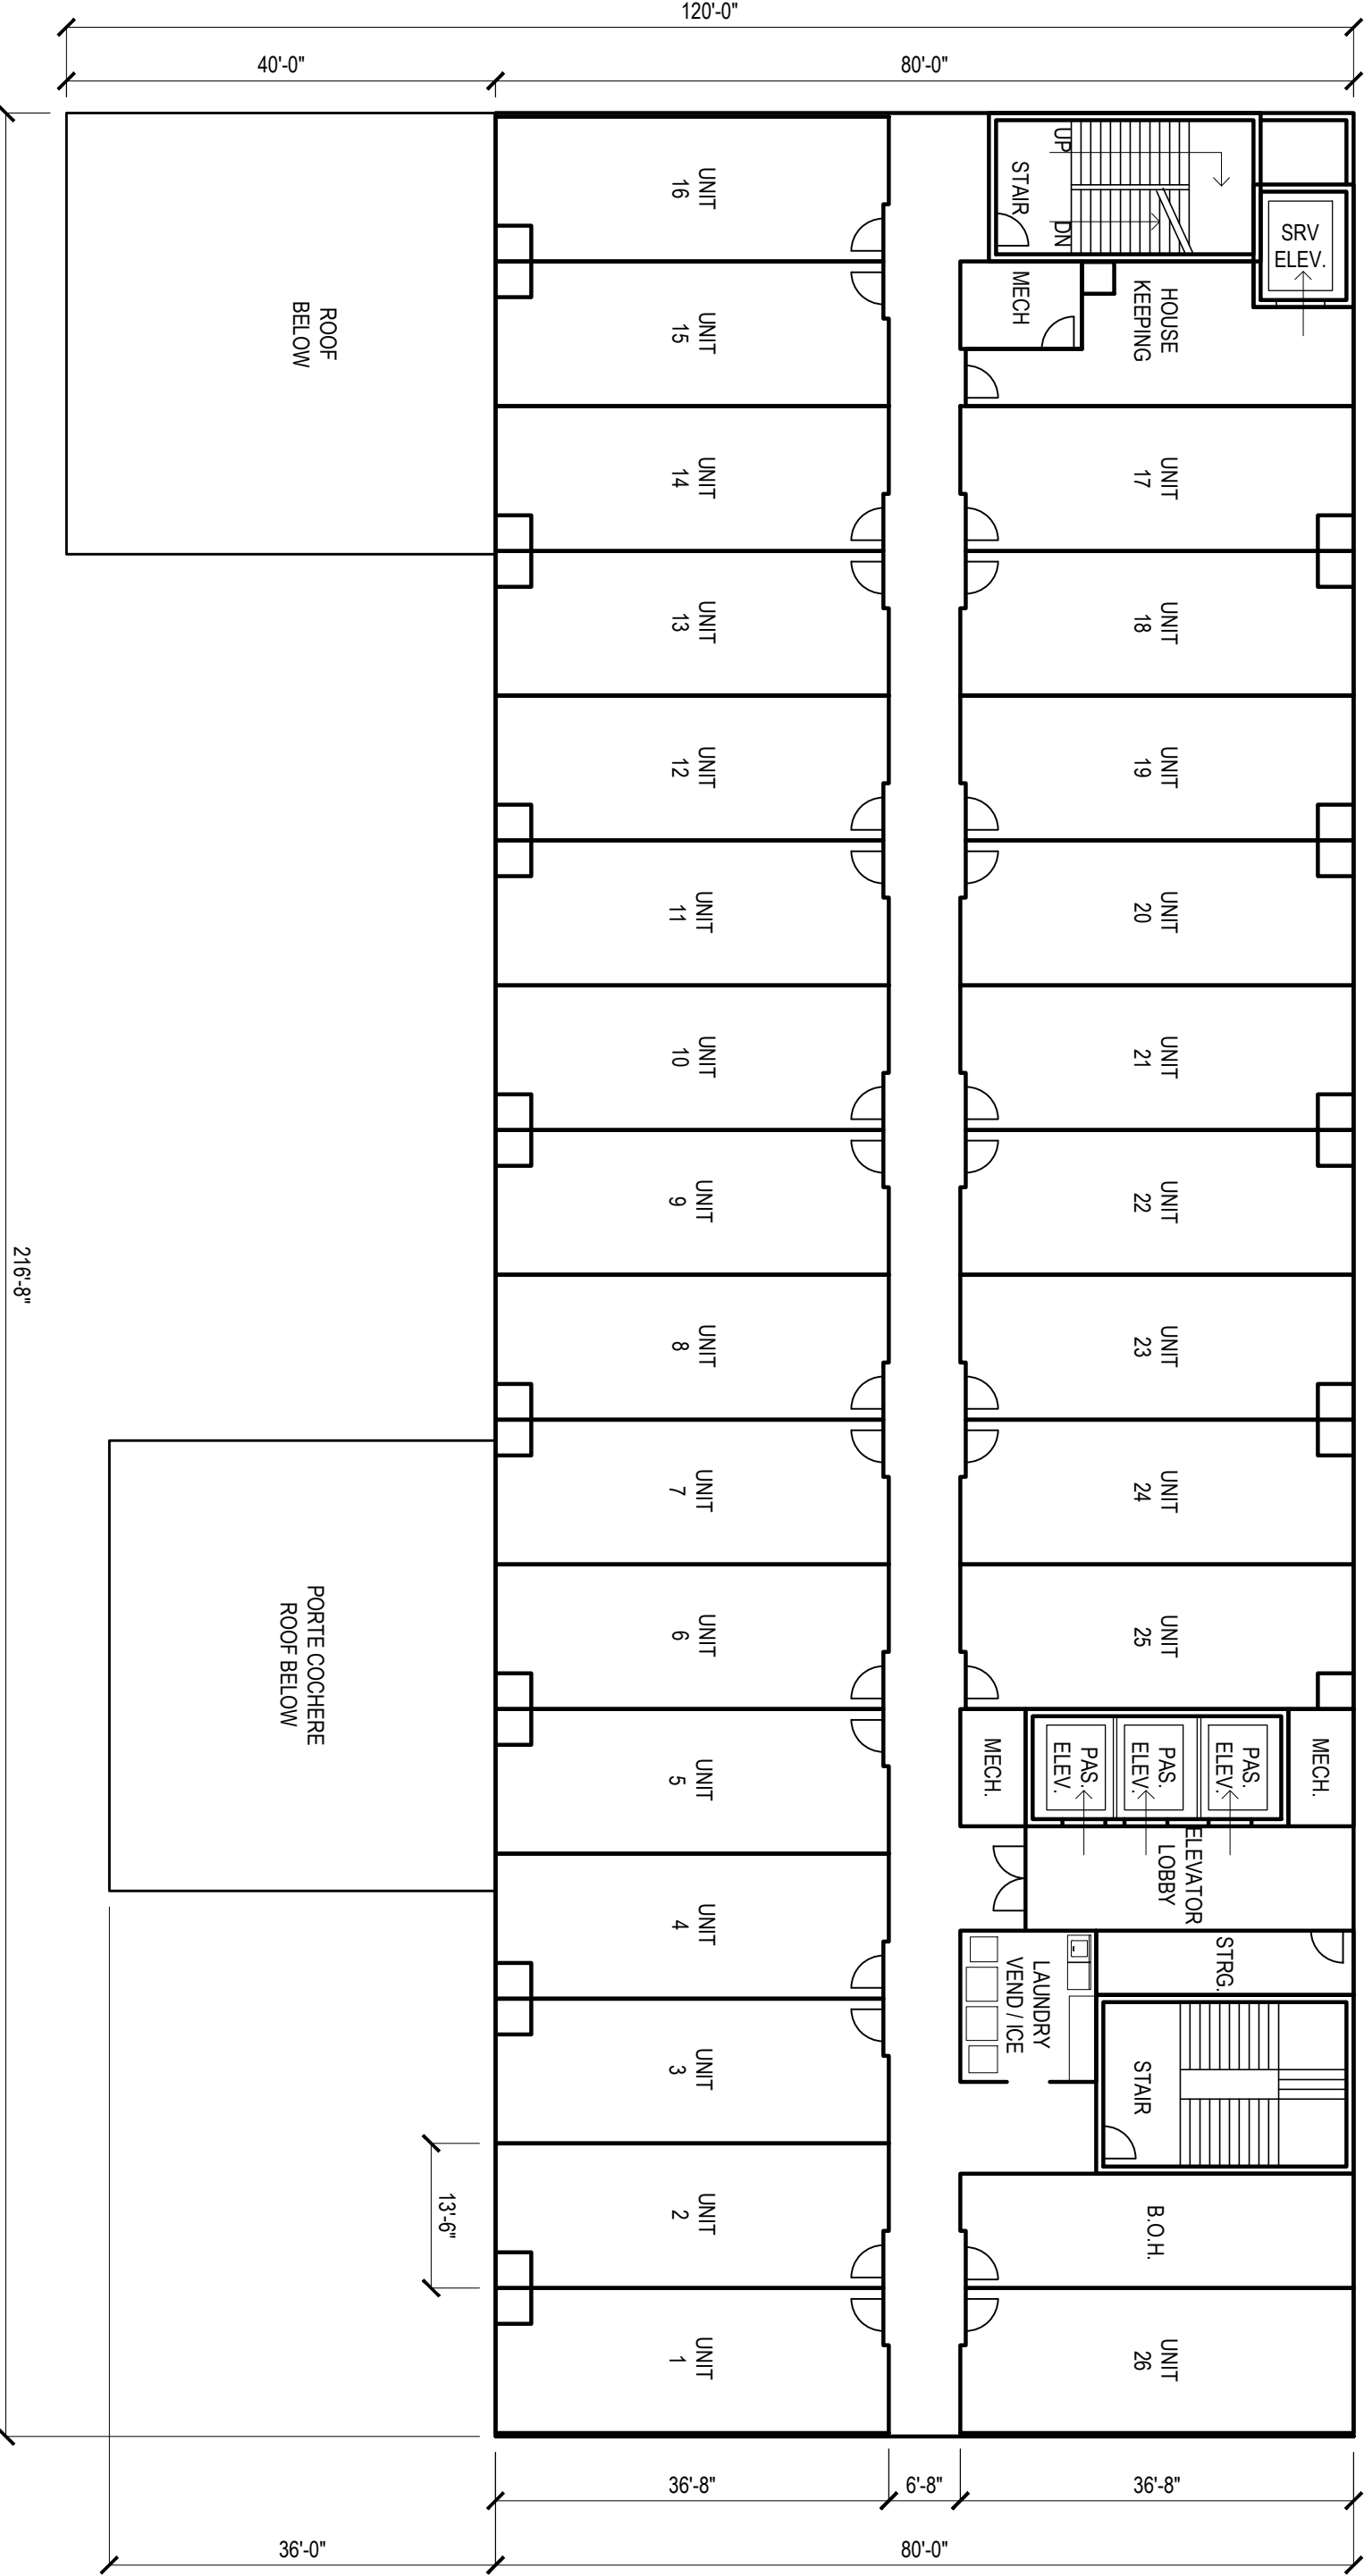 120'-0"
40'-0"
80'-0"
UNIT
16
UNIT
15
UNIT
14
UNIT
13
UNIT
12
UNIT
11
UNIT
10
UNIT
9
UNIT
8
UNIT
7
UNIT
6
UNIT
5
UNIT
4
UNIT
3
UNIT
2
UNIT
1
UP
DN
STAIR
SRV
ELEV.
MECH
HOUSE
KEEPING
UNIT
17
UNIT
18
UNIT
19
UNIT
20
UNIT
21
UNIT
22
UNIT
23
UNIT
24
UNIT
25
MECH.
PAS.
ELEV.
PAS.
ELEV.
PAS.
ELEV.
MECH.
ELEVATOR
LOBBY
STRG.
LAUNDRY
VEND / ICE
STAIR
B.O.H.
UNIT
26
ROOF
BELOW
PORTE COCHERE
ROOF BELOW
216'-8"
13'-6"
36'-8"
6'-8"
36'-8"
36'-0"
80'-0"